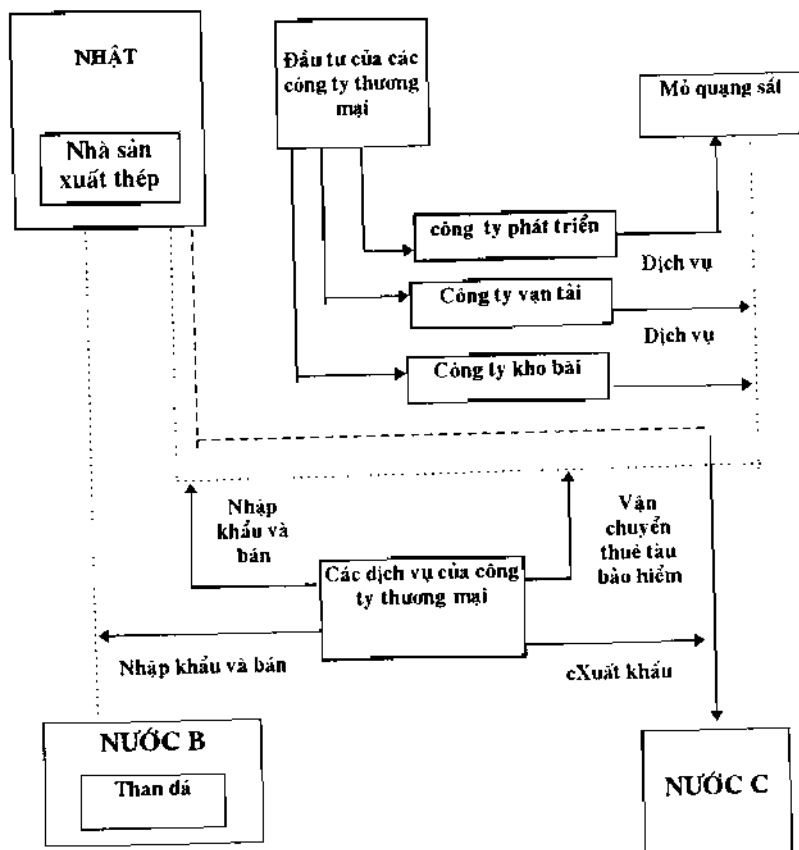 NHẬT
Nhà sản
xuất thép
Đầu tư của các
công ty thương
mại
Mỏ quạng sắt
công ty phát triển
Dịch vụ
Công ty vạn tải
Dịch vụ
Công ty kho bãi
Nhập
khẩu và
bán
Vận
chuyển
thuê tàu
bảo hiểm
Các dịch vụ của công
ty thương mại
Nhập khẩu và bán
cXuất khẩu
NƯỚC B
Than đá
NƯỚC C